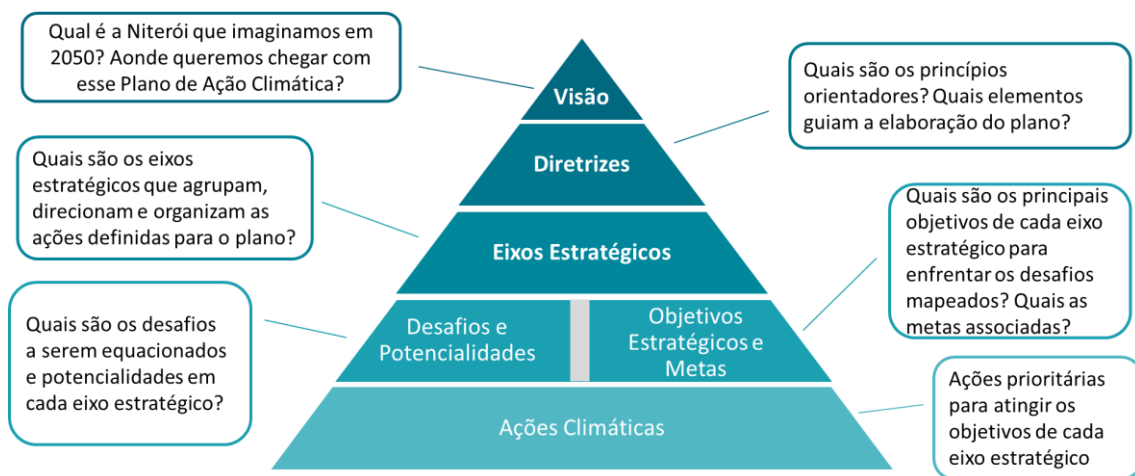 Qual é a Niterói que imaginamos em
2050? Aonde queremos chegar com
esse Plano de Ação Climática?
Visão
Quais são os princípios
orientadores? Quais elementos
guiam a elaboração do plano?
Diretrizes
Quais são os eixos
estratégicos que agrupam,
direcionam e organizam as
ações definidas para o plano?
Eixos Estratégicos
Quais são os principais
objetivos de cada eixo
estratégico para
enfrentar os desafios
mapeados? Quais as
metas associadas?
Quais são os desafios
a serem equacionados
e potencialidades em
cada eixo estratégico?
Desafios e
Potencialidades
Objetivos
Estratégicos e
Metas
Ações Climáticas
Ações prioritárias
para atingir os
objetivos de cada
eixo estratégico